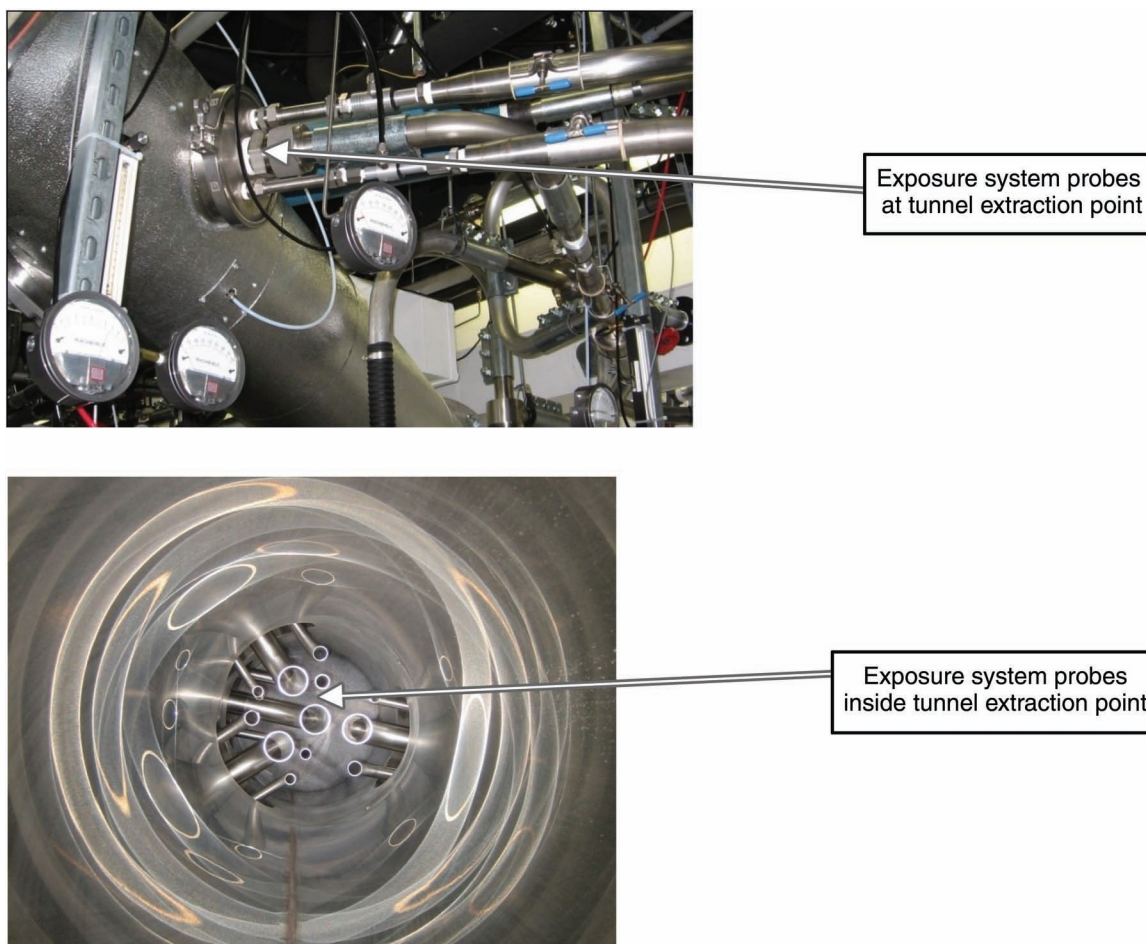 Exposure system probes
at tunnel extraction point
Exposure system probes
inside tunnel extraction point